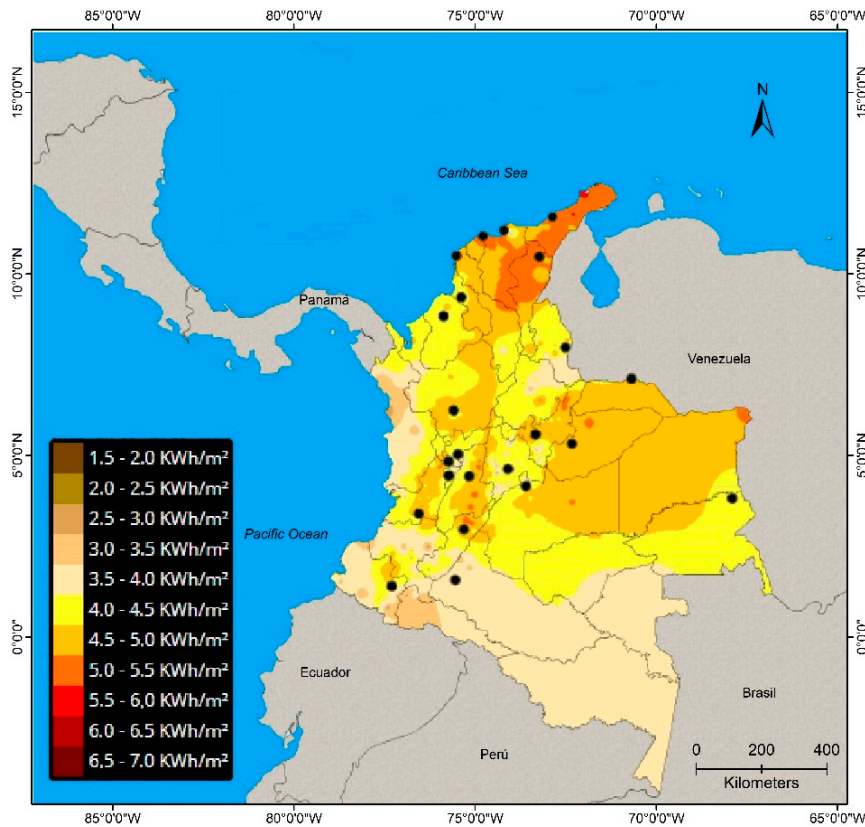 85°0'0"W 80°0'0"W 75°0'0"W 70°0'0"W 65°0'0"W
15°0'0"N
15°0'0"N
N
Caribbean Sea
10°0'0"N
10°0'0"N
Panamá
Venezuela
5°0'0"N
5°0'0"N
1.5 - 2.0 KWh/m²
2.0 - 2.5 KWh/m²
2.5 - 3.0 KWh/m²
3.0 - 3.5 KWh/m²
3.5 - 4.0 KWh/m²
4.0 - 4.5 KWh/m²
4.5 - 5.0 KWh/m²
5.0 - 5.5 KWh/m²
5.5 - 6.0 KWh/m²
6.0 - 6.5 KWh/m²
6.5 - 7.0 KWh/m²
Pacific Ocean
0°0'0"
0°0'0"
Ecuador
Brasil
Perú
0 200 400
Kilometers
85°0'0"W 80°0'0"W 75°0'0"W 70°0'0"W 65°0'0"W